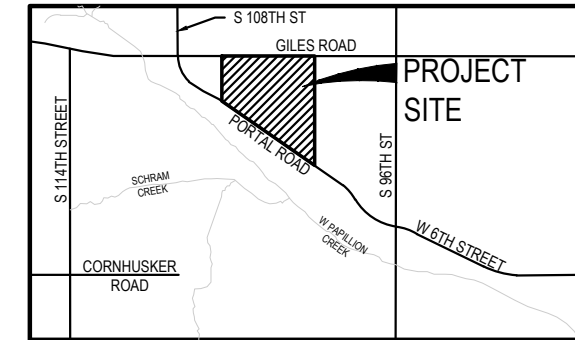 S 108TH ST
GILES ROAD
PROJECT
SITE
S 114TH STREET
PORTAL ROAD
S 96TH ST
SCHRAM
CREEK
W PAPILLION
CREEK
W 6TH STREET
CORNHUSKER
ROAD